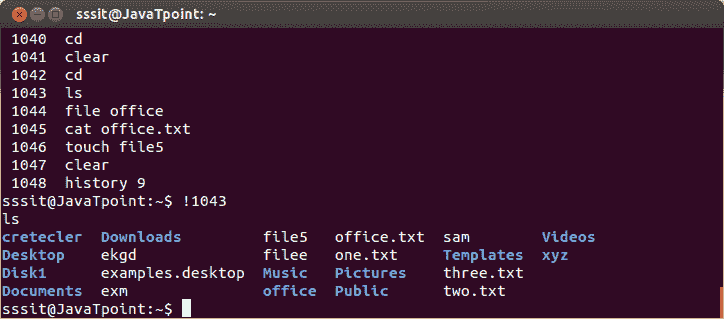 sssit@JavaTpoint: ~
1040  cd
1041  clear
1042  cd
1043  ls
1044  file office
1045  cat office.txt
1046  touch file5
1047  clear
1048  history 9
sssit@JavaTpoint:~$ !1043
ls
cretecler  Downloads         file5   office.txt  sam        Videos
Desktop    ekgd              filee   one.txt     Templates  xyz
Disk1      examples.desktop  Music   Pictures    three.txt
Documents  exm               office  Public      two.txt
sssit@JavaTpoint:~$